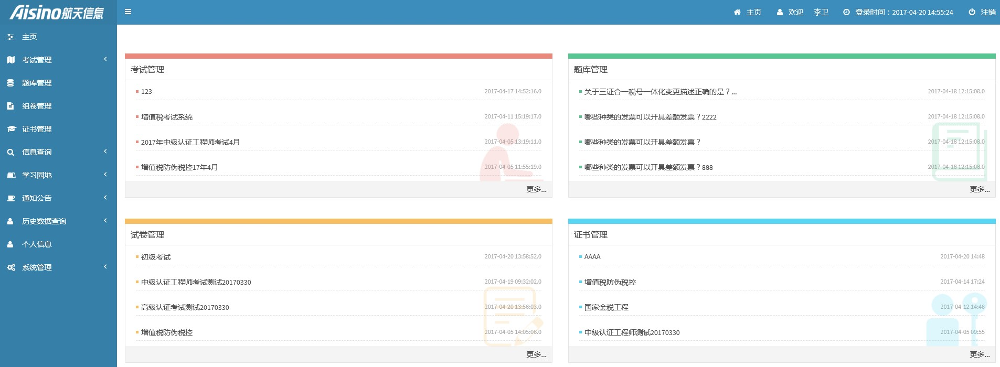 Aisino航天信息
主页 欢迎 李卫 登录时间：2017-04-20 14:55:24 注销
主页
考试管理
题库管理
组卷管理
证书管理
信息查询
学习园地
通知公告
历史数据查询
个人信息
系统管理
考试管理
123 2017-04-17 14:52:16.0
增值税考试系统 2017-04-11 15:19:17.0
2017年中级认证工程师考试4月 2017-04-05 13:19:11.0
增值税防伪税控17年4月 2017-04-05 11:55:19.0
更多...
题库管理
关于三证合一税号一体化变更描述正确的是？... 2017-04-18 12:15:08.0
哪些种类的发票可以开具差额发票？2222 2017-04-18 12:15:08.0
哪些种类的发票可以开具差额发票？ 2017-04-18 12:15:08.0
哪些种类的发票可以开具差额发票？888 2017-04-18 12:15:08.0
更多...
试卷管理
初级考试 2017-04-20 13:58:52.0
中级认证工程师考试测试20170330 2017-04-19 09:32:02.0
高级认证考试测试20170330 2017-04-20 13:56:03.0
增值税防伪税控 2017-04-05 14:05:06.0
更多...
证书管理
AAAA 2017-04-20 14:48
增值税防伪税控 2017-04-14 17:24
国家金税工程 2017-04-12 14:46
中级认证工程师测试20170330 2017-04-05 09:55
更多...